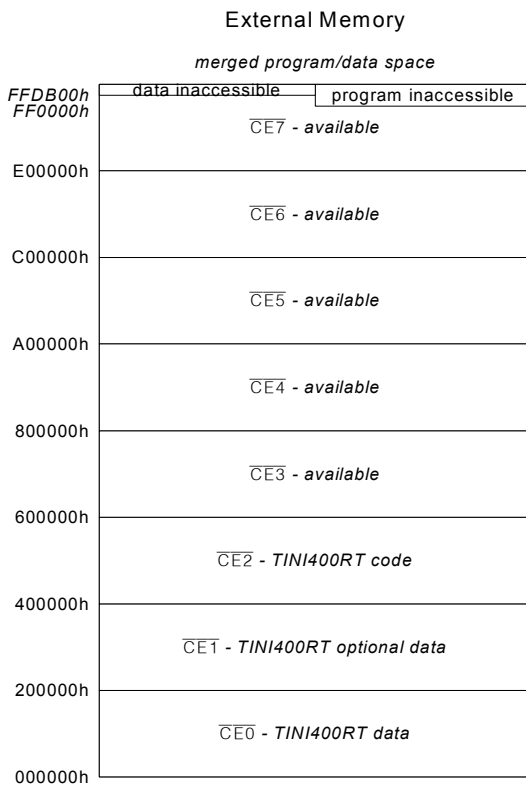 External Memory
merged program/data space
FFDB00h
data inaccessible
program inaccessible
FF0000h
CE7 - available
E00000h
CE6 - available
C00000h
CE5 - available
A00000h
CE4 - available
800000h
CE3 - available
600000h
CE2 - TINI400RT code
400000h
CE1 - TINI400RT optional data
200000h
CE0 - TINI400RT data
000000h